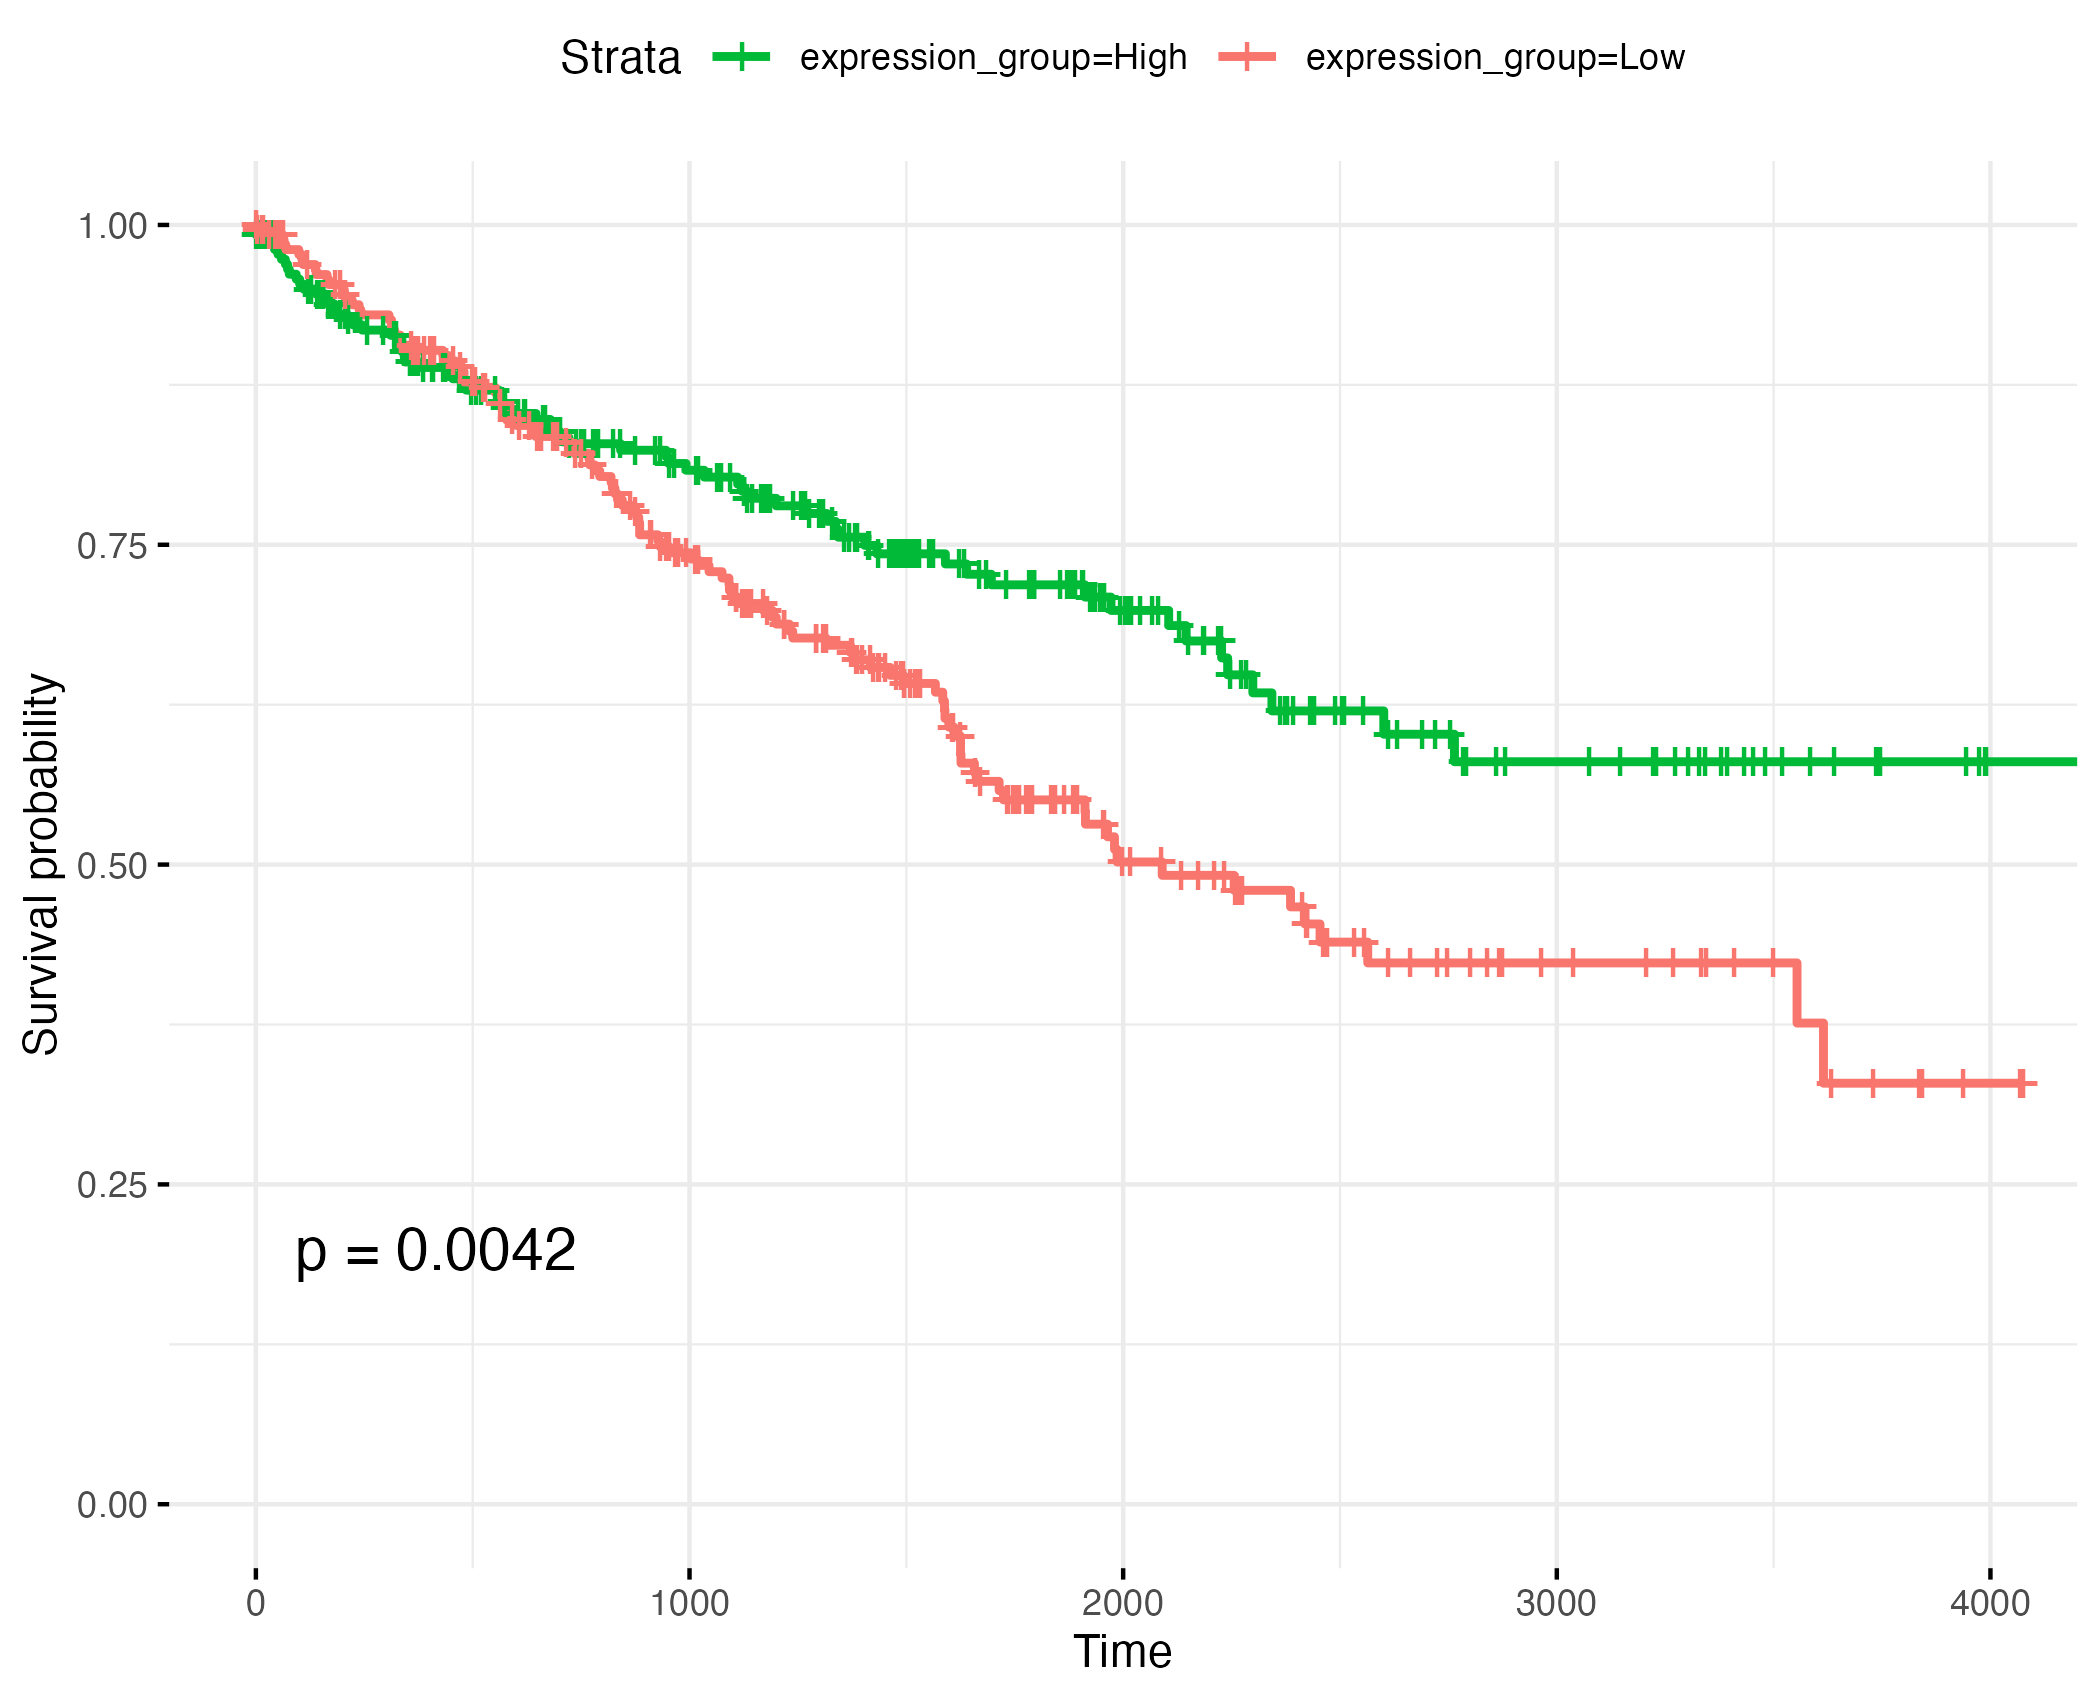 Strata expression_group=High expression_group=Low
Survival probability
1.00
0.75
0.50
0.25
0.00
p = 0.0042
0 1000 2000 3000 4000
Time